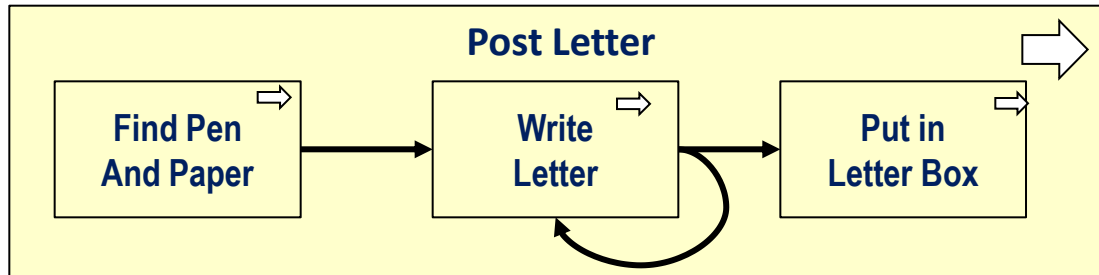 Post Letter
Find Pen
And Paper
Write
Letter
Put in
Letter Box